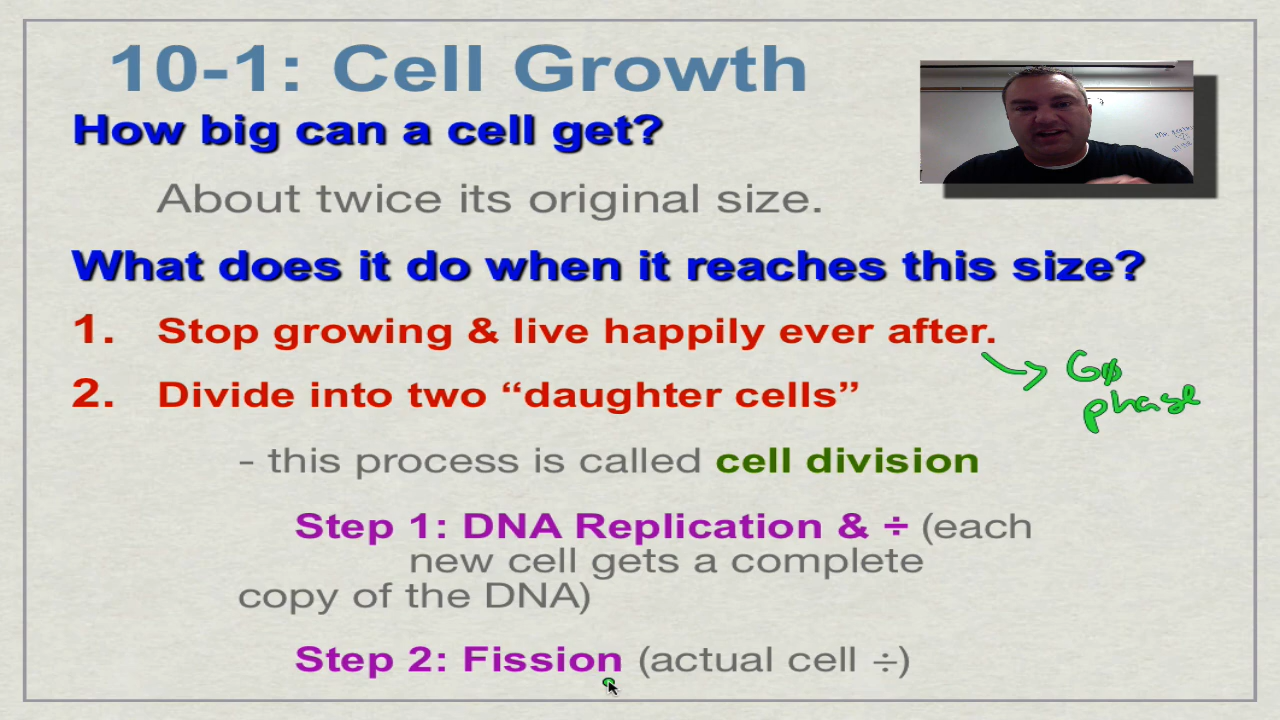 10-1: Cell Growth
How big can a cell get?
About twice its original size.
What does it do when it reaches this size?
1. Stop growing & live happily ever after.
G∅
2. Divide into two “daughter cells”
phase
- this process is called cell division
Step 1: DNA Replication & ÷ (each
new cell gets a complete
copy of the DNA)
Step 2: Fission (actual cell ÷)